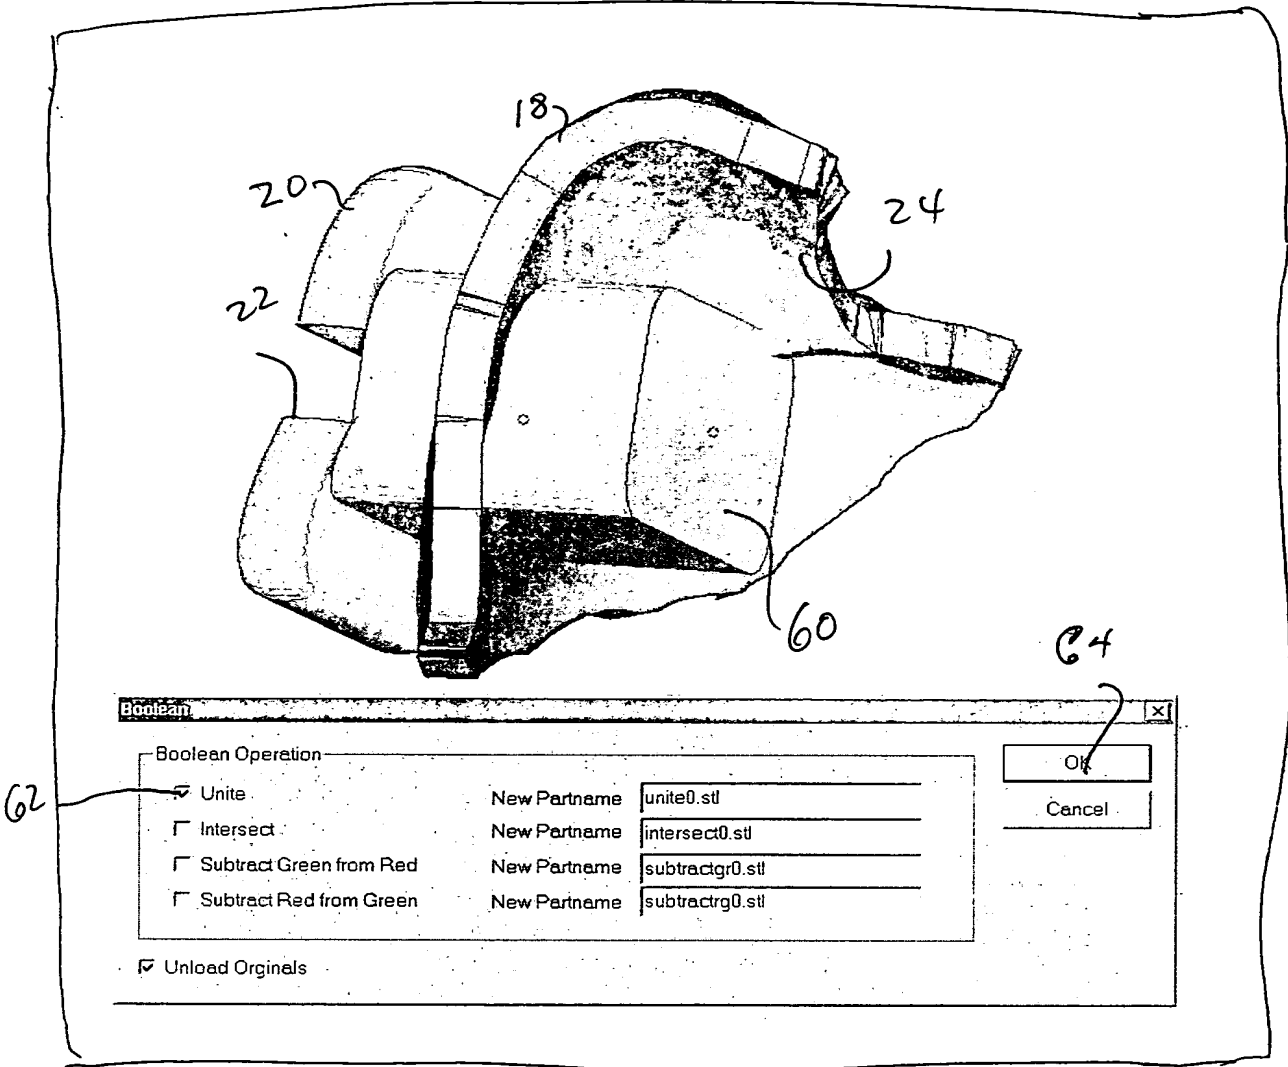 18
20
24
22
60
64
Boolean
Boolean Operation
OK
62
Unite New Partname unite0.stl
Cancel
Intersect New Partname intersect0.stl
Subtract Green from Red New Partname subtractgr0.stl
Subtract Red from Green New Partname subtractrg0.stl
Unload Orginals